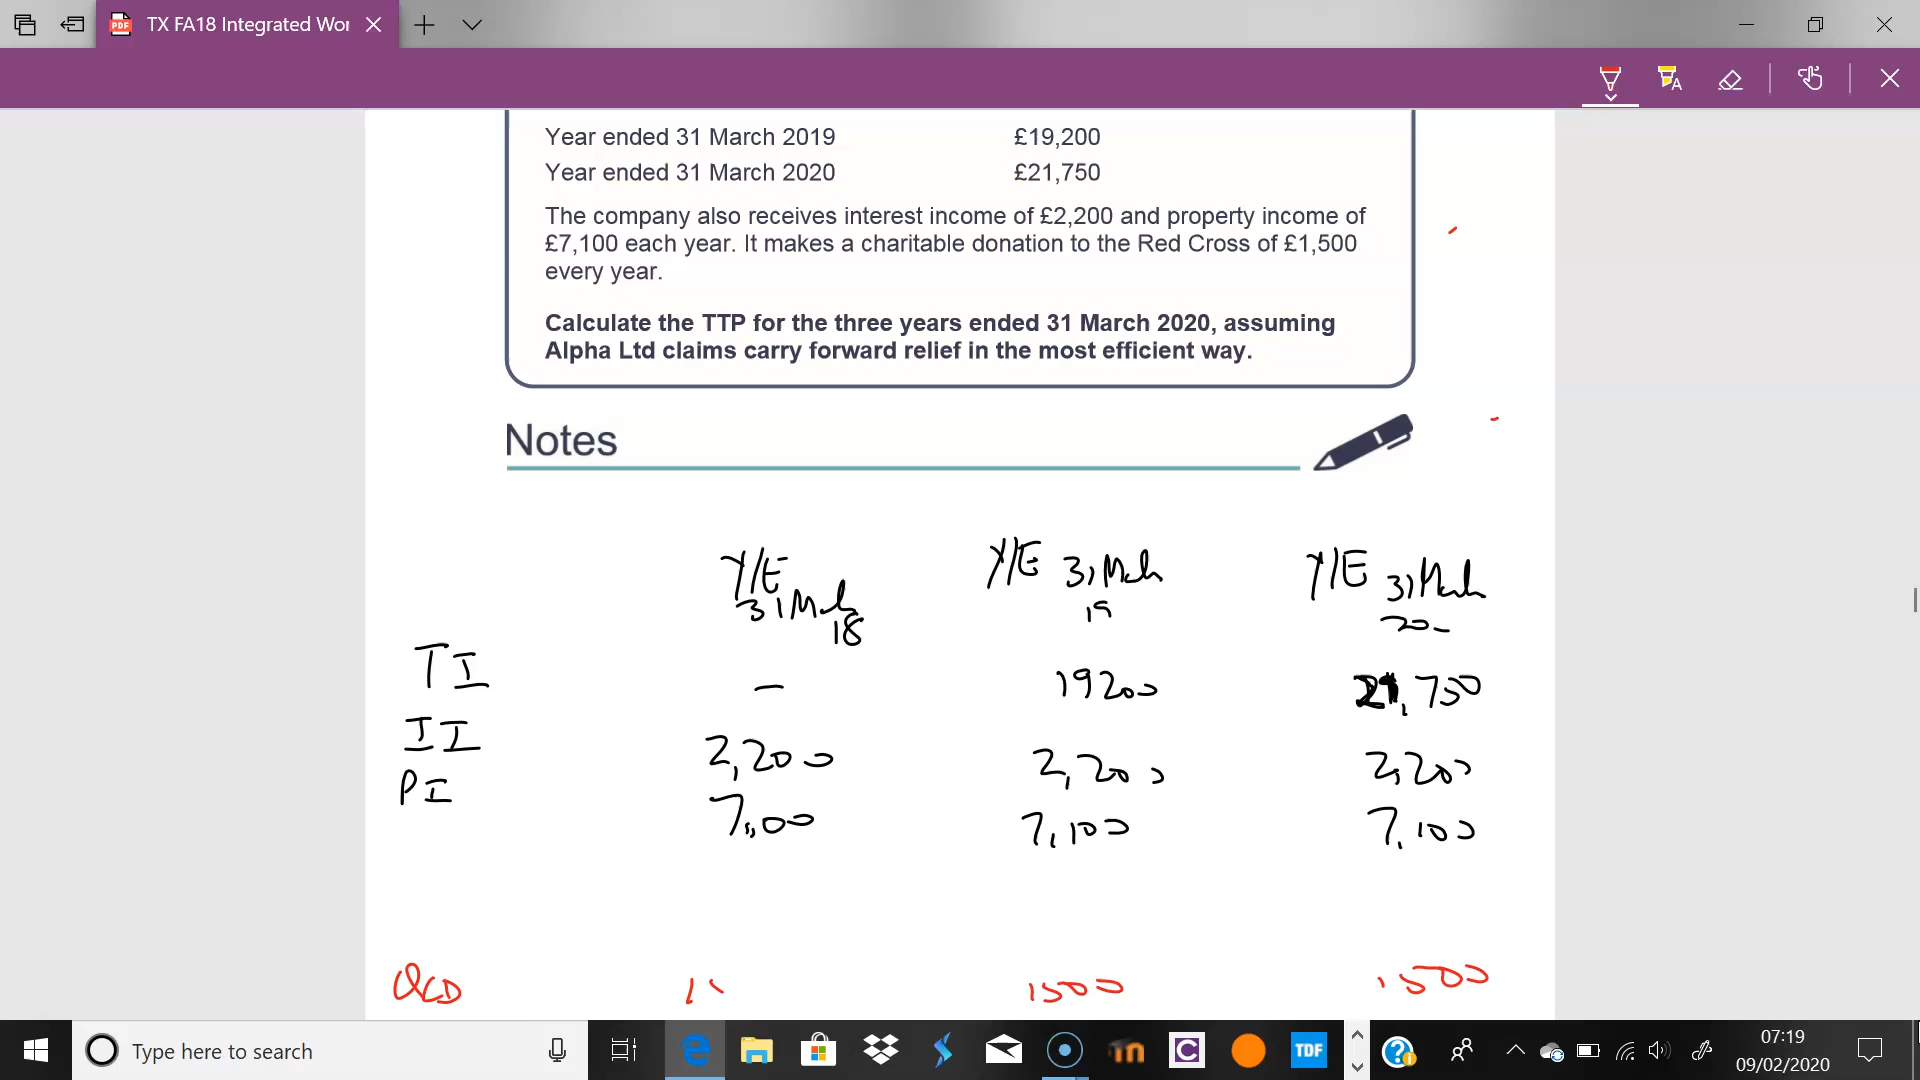 TX FA18 Integrated Wor
Year ended 31 March 2019 £19,200
Year ended 31 March 2020 £21,750
The company also receives interest income of £2,200 and property income of
£7,100 each year. It makes a charitable donation to the Red Cross of £1,500
every year.
Calculate the TTP for the three years ended 31 March 2020, assuming
Alpha Ltd claims carry forward relief in the most efficient way.
Notes
Y/E Y/E 31 Mch Y/E 31 Mch
31 Mch 18 19 20
TI – 19200 21,750
II 2,200 2,200 2,200
PI 7,100 7,100 7,100
QCD 1500 1500
Type here to search
TDF
07:19
09/02/2020